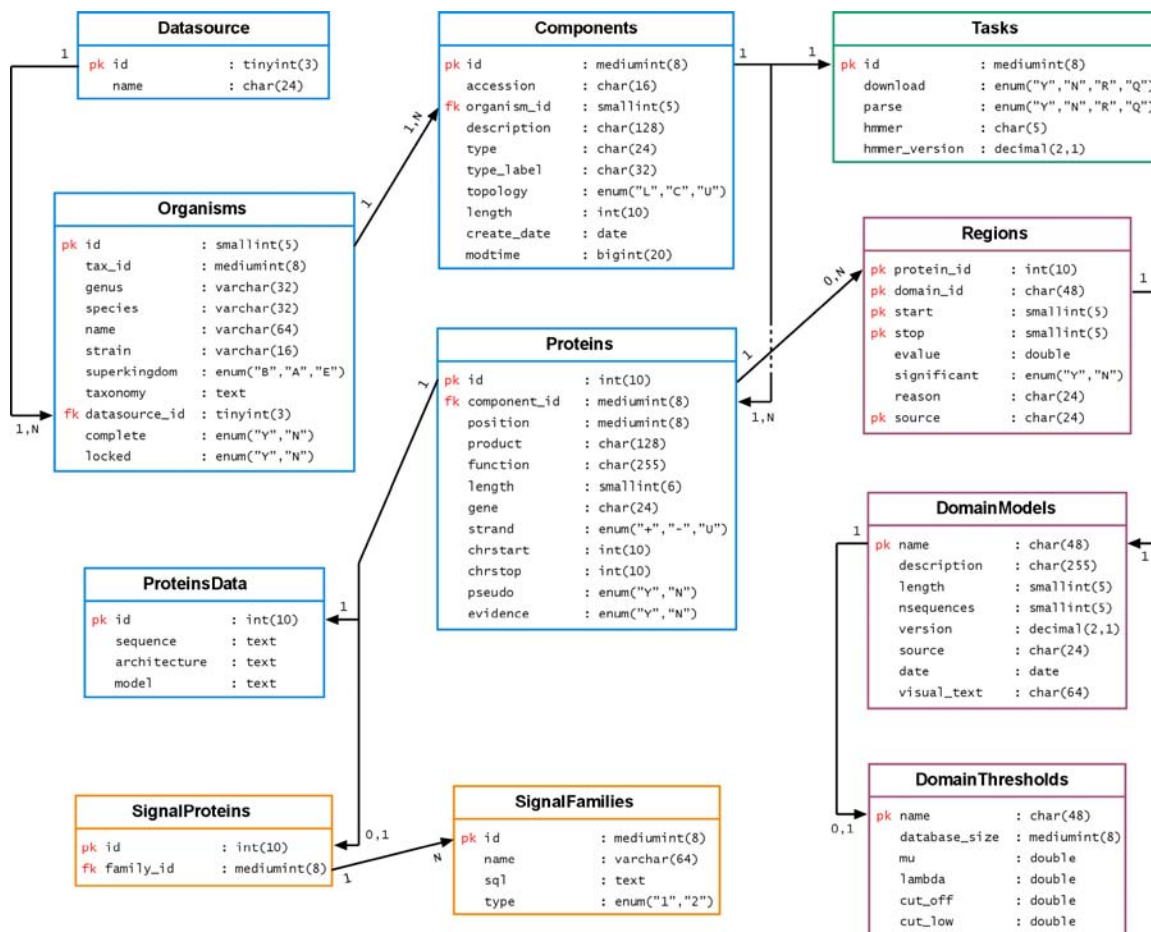 Datasource
pk id : tinyint(3)
name : char(24)
Components
pk id : mediumint(8)
accession : char(16)
fk organism_id : smallint(5)
description : char(128)
type : char(24)
type_label : char(32)
topology : enum("L","C","U")
length : int(10)
create_date : date
modtime : bigint(20)
Tasks
pk id : mediumint(8)
download : enum("Y","N","R","Q")
parse : enum("Y","N","R","Q")
hmmer : char(5)
hmmer_version : decimal(2,1)
1
1
1
1,N
1
Organisms
pk id : smallint(5)
tax_id : mediumint(8)
genus : varchar(32)
species : varchar(32)
name : varchar(64)
strain : varchar(16)
superkingdom : enum("B","A","E")
taxonomy : text
fk datasource_id : tinyint(3)
complete : enum("Y","N")
locked : enum("Y","N")
1,N
Regions
pk protein_id : int(10)
pk domain_id : char(48)
pk start : smallint(5)
pk stop : smallint(5)
evalue : double
significant : enum("Y","N")
reason : char(24)
pk source : char(24)
1
0,N
1
Proteins
pk id : int(10)
fk component_id : mediumint(8)
position : mediumint(8)
product : char(128)
function : char(255)
length : smallint(6)
gene : char(24)
strand : enum("+","-","U")
chrstart : int(10)
chrstop : int(10)
pseudo : enum("Y","N")
evidence : enum("Y","N")
1
1,N
DomainModels
pk name : char(48)
description : char(255)
length : smallint(5)
nsequences : smallint(5)
version : decimal(2,1)
source : char(24)
date : date
visual_text : char(64)
1
1
ProteinsData
pk id : int(10)
sequence : text
architecture : text
model : text
1
SignalProteins
pk id : int(10)
fk family_id : mediumint(8)
0,1
1
N
SignalFamilies
pk id : mediumint(8)
name : varchar(64)
sql : text
type : enum("1","2")
DomainThresholds
pk name : char(48)
database_size : mediumint(8)
mu : double
lambda : double
cut_off : double
cut_low : double
0,1